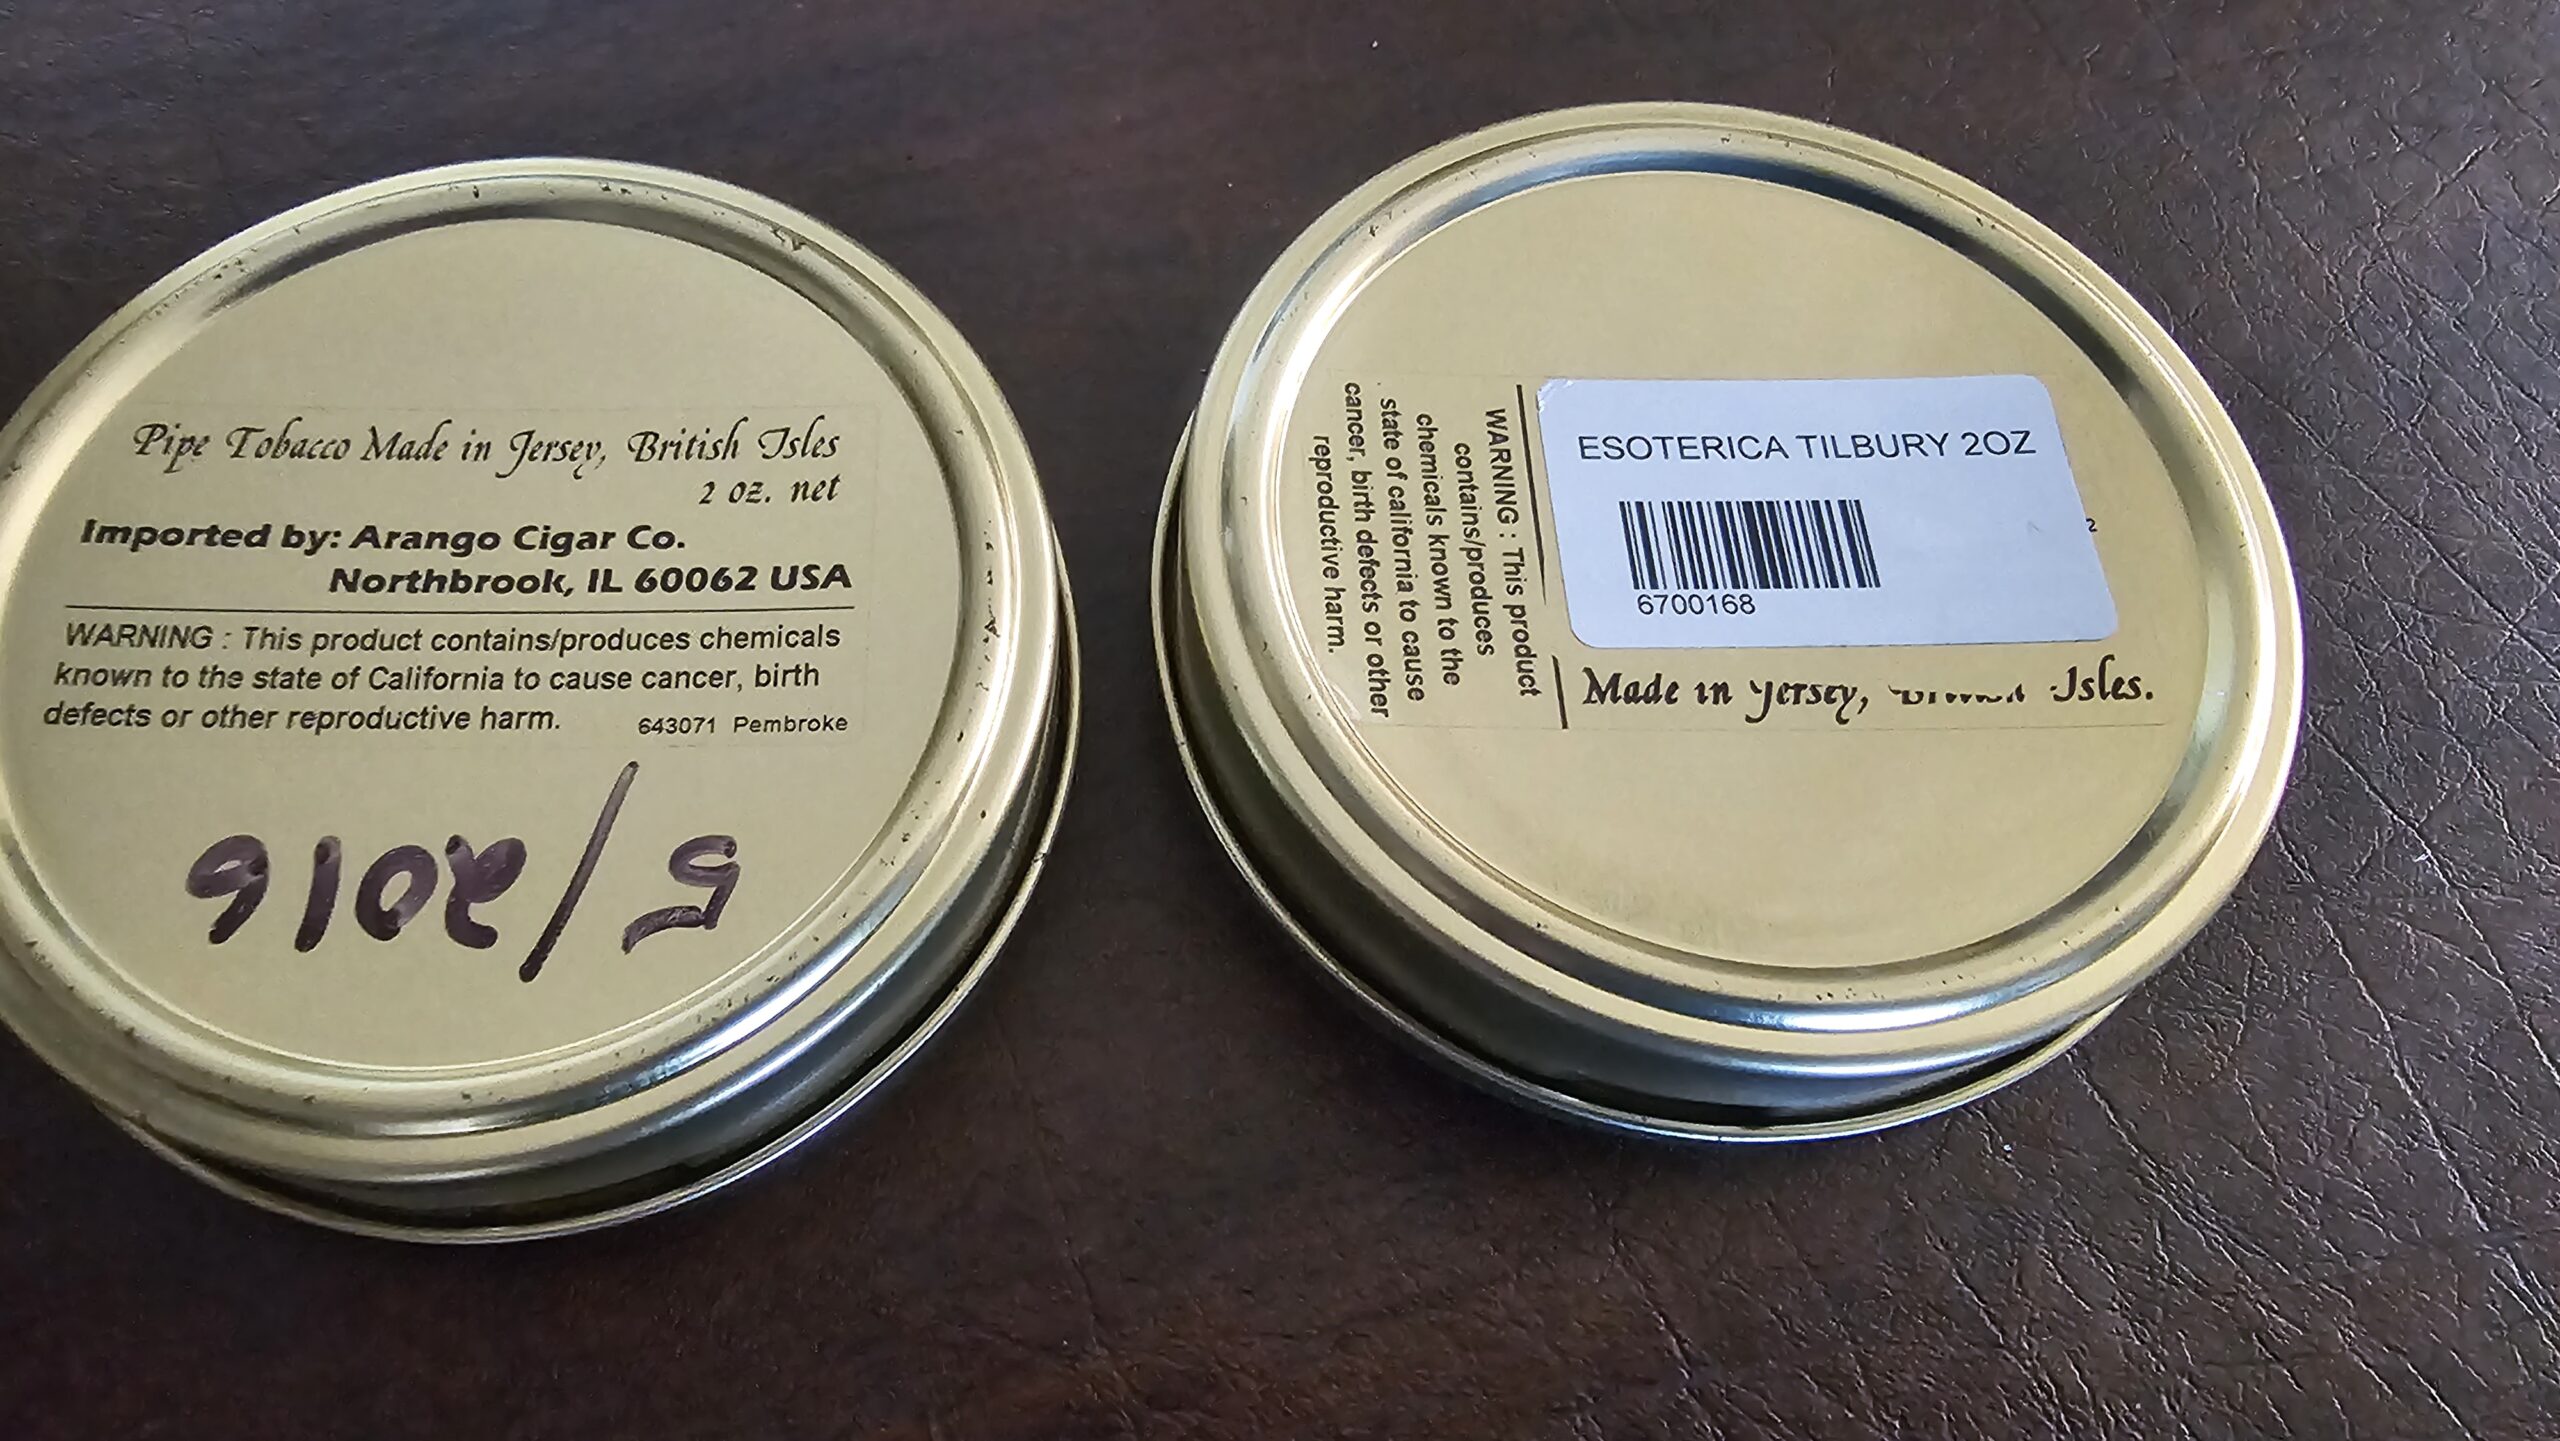 Pipe Tobacco Made in Jersey, British Isles
2 oz. net
Imported by: Arango Cigar Co.
Northbrook, IL 60062 USA
WARNING : This product contains/produces chemicals
known to the state of California to cause cancer, birth
defects or other reproductive harm.
643071 Pembroke
5/2016
ESOTERICA TILBURY 2OZ
6700168
Made in Jersey, Isles.
WARNING : This product
contains/produces
chemicals known to the
state of california to cause
cancer, birth defects or other
reproductive harm.